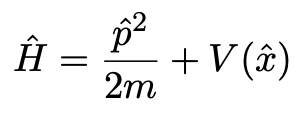 Ĥ = p̂²/2m + V(x̂)